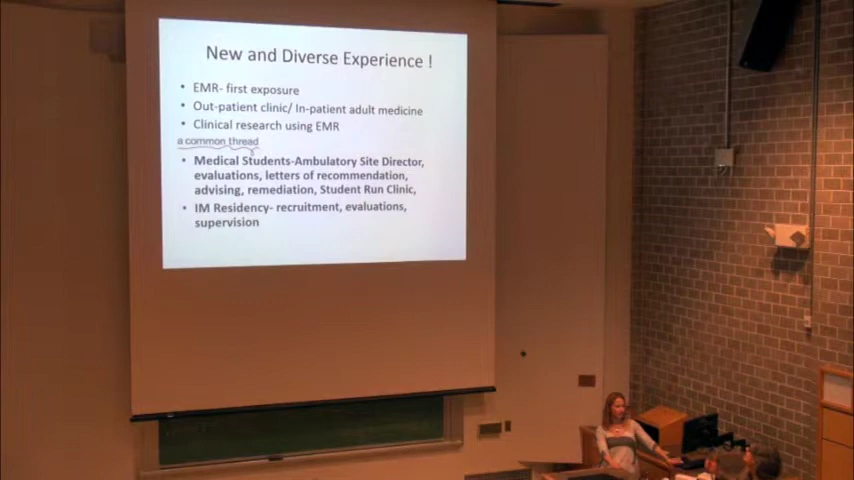 New and Diverse Experience !
• EMR- first exposure
• Out-patient clinic/ In-patient adult medicine
• Clinical research using EMR
a common thread
• Medical Students-Ambulatory Site Director,
evaluations, letters of recommendation,
advising, remediation, Student Run Clinic,
• IM Residency- recruitment, evaluations,
supervision